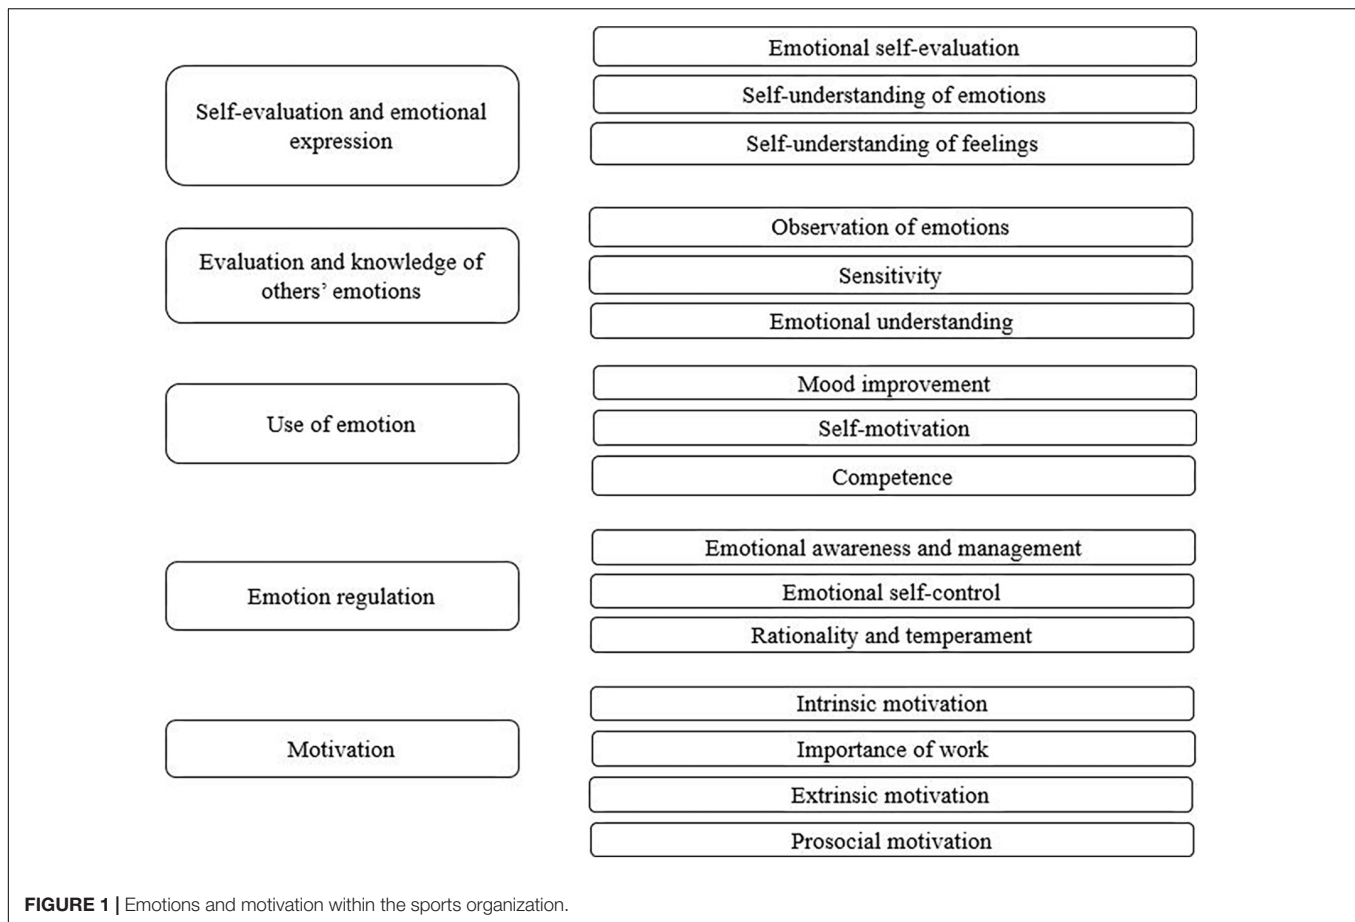 Self-evaluation and emotional
expression
Emotional self-evaluation
Self-understanding of emotions
Self-understanding of feelings
Evaluation and knowledge of
others’ emotions
Observation of emotions
Sensitivity
Emotional understanding
Use of emotion
Mood improvement
Self-motivation
Competence
Emotion regulation
Emotional awareness and management
Emotional self-control
Rationality and temperament
Motivation
Intrinsic motivation
Importance of work
Extrinsic motivation
Prosocial motivation
FIGURE 1 | Emotions and motivation within the sports organization.